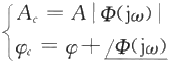 A_c = A | Φ(jω) |
φ_c = φ + ∠Φ(jω)